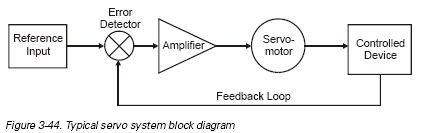 Error
Detector
Reference
Input
Amplifier
Servo-
motor
Controlled
Device
Feedback Loop
Figure 3-44. Typical servo system block diagram